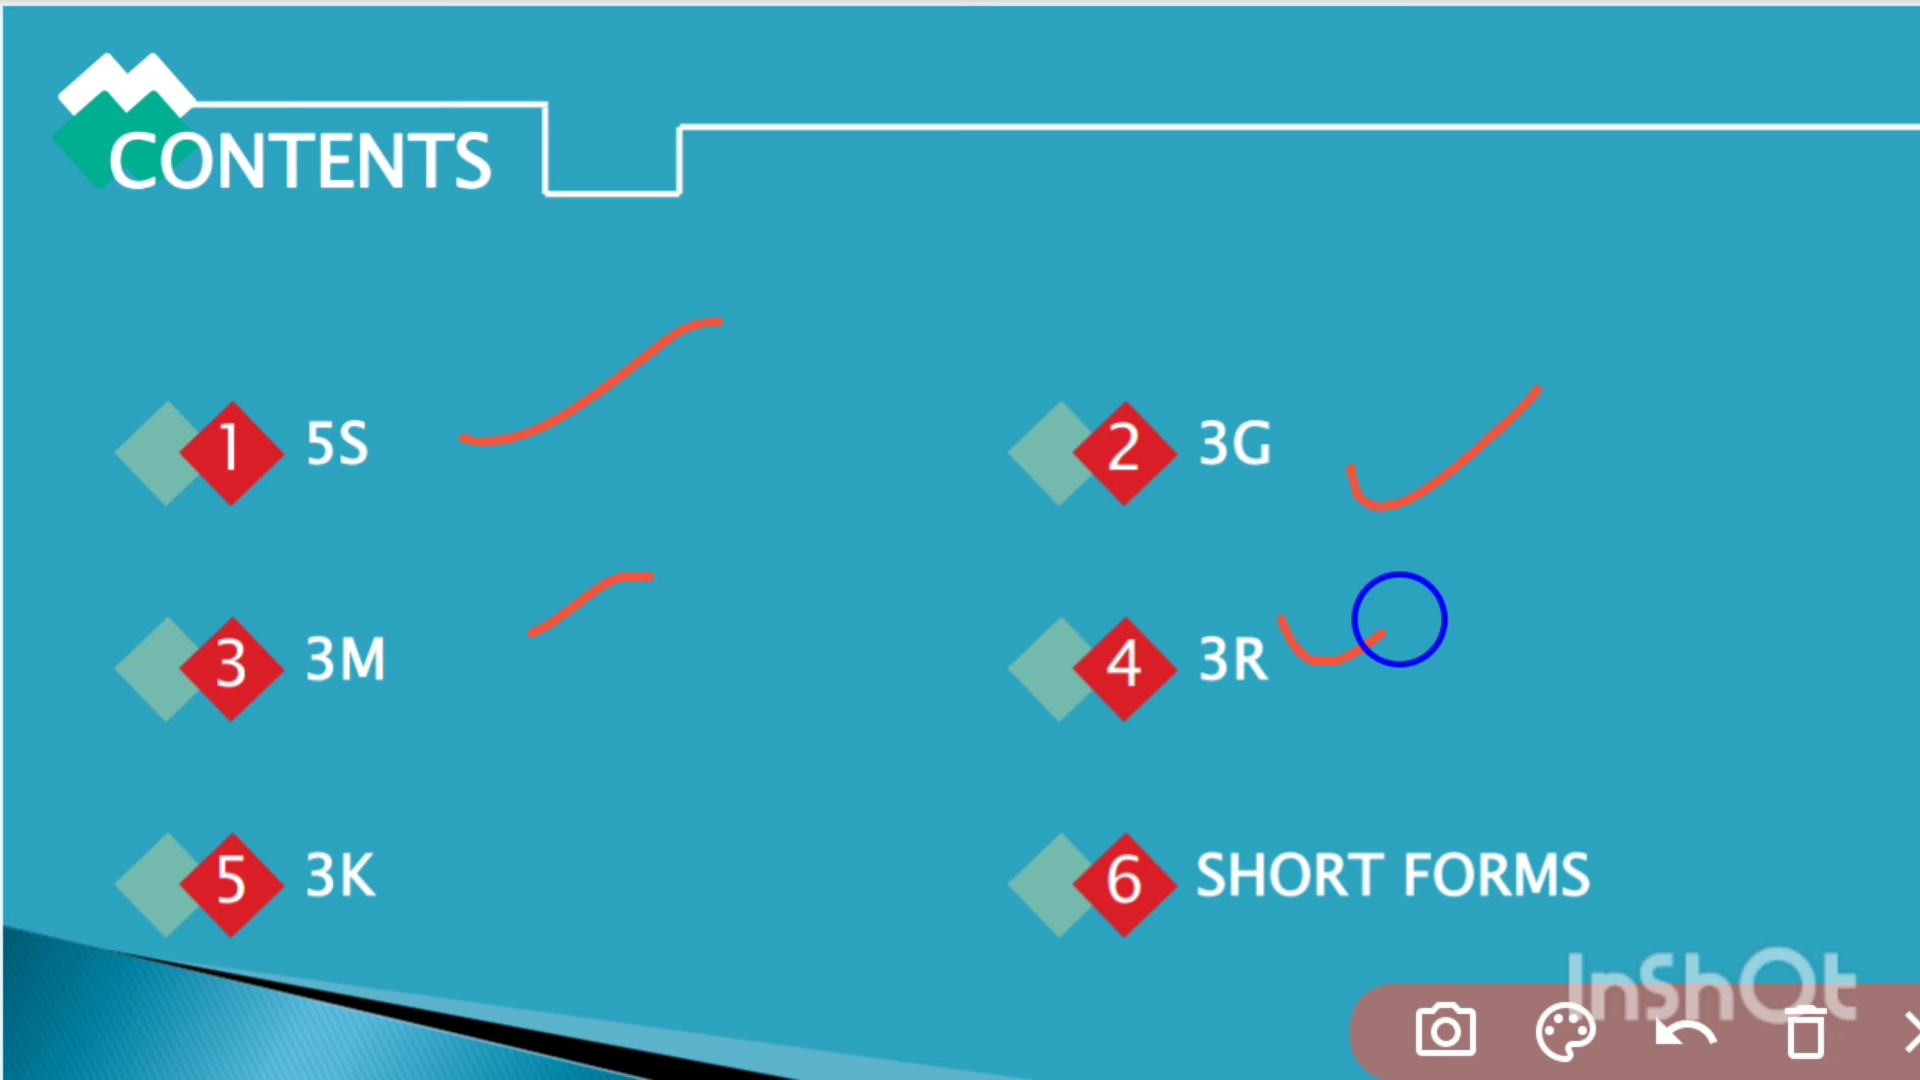 CONTENTS
1 5S
2 3G
3 3M
4 3R
5 3K
6 SHORT FORMS
InShOt